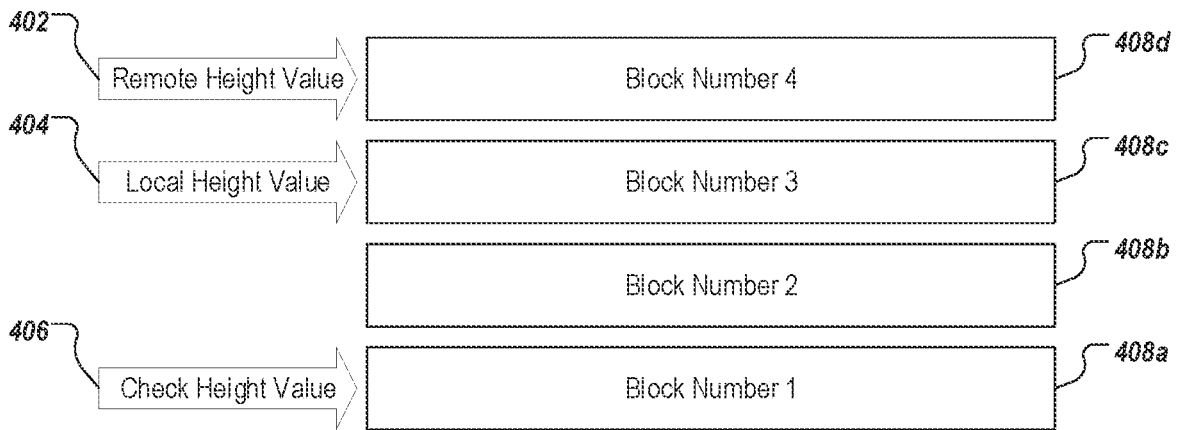 402
Remote Height Value
Block Number 4
408d
404
Local Height Value
Block Number 3
408c
Block Number 2
408b
406
Check Height Value
Block Number 1
408a